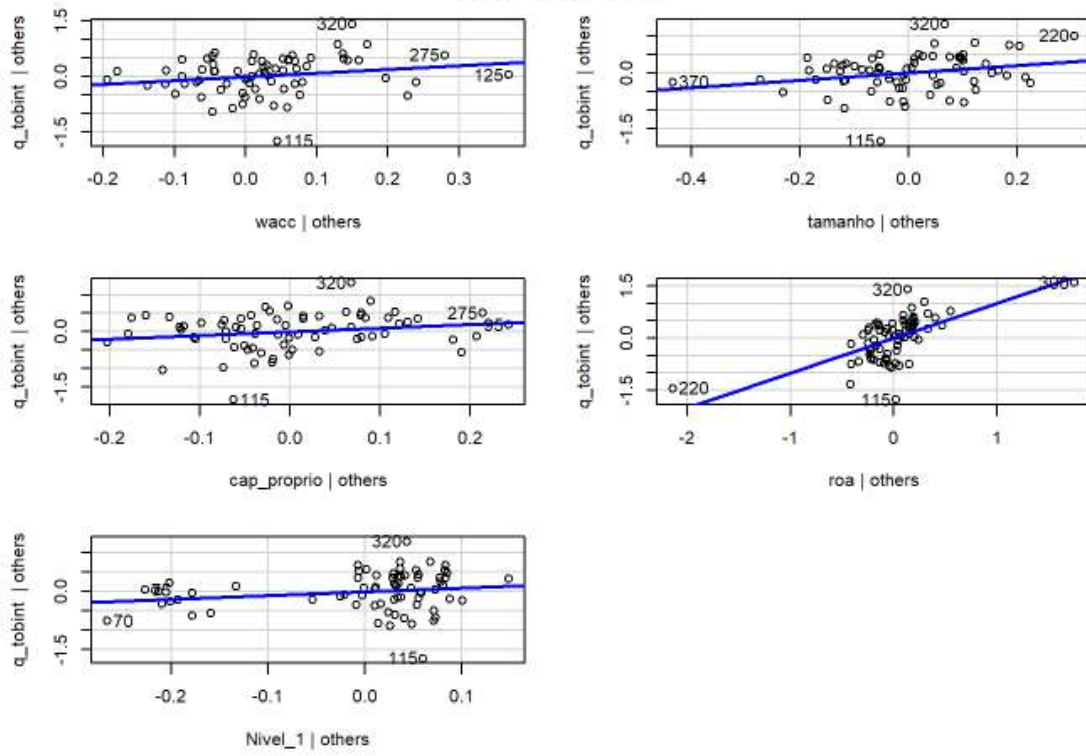 1.5
0.0
-1.5
q_tobint | others
320
275
125
115
-0.2 -0.1 0.0 0.1 0.2 0.3
wacc | others
0.0
-1.5
q_tobint | others
320
220
370
115
-0.4 -0.2 0.0 0.2
tamanho | others
0.0
-1.5
q_tobint | others
320
275
115
-0.2 -0.1 0.0 0.1 0.2
cap_proprio | others
1.5
0.0
-1.5
q_tobint | others
320
220
115
-2 -1 0 1
roa | others
0.0
-1.5
q_tobint | others
320
70
115
-0.2 -0.1 0.0 0.1
Nivel_1 | others